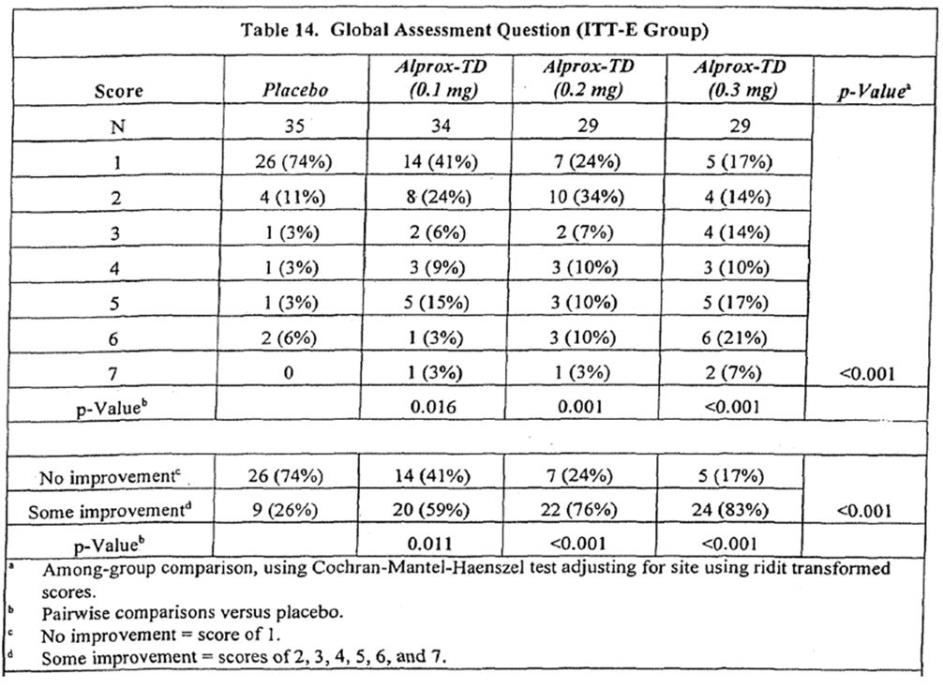 Table 14. Global Assessment Question (ITT-E Group)
Score Placebo Alprox-TD (0.1 mg) Alprox-TD (0.2 mg) Alprox-TD (0.3 mg) p-Valueᵃ
N 35 34 29 29
1 26 (74%) 14 (41%) 7 (24%) 5 (17%)
2 4 (11%) 8 (24%) 10 (34%) 4 (14%)
3 1 (3%) 2 (6%) 2 (7%) 4 (14%)
4 1 (3%) 3 (9%) 3 (10%) 3 (10%)
5 1 (3%) 5 (15%) 3 (10%) 5 (17%)
6 2 (6%) 1 (3%) 3 (10%) 6 (21%)
7 0 1 (3%) 1 (3%) 2 (7%) <0.001
p-Valueᵇ 0.016 0.001 <0.001
No improvementᶜ 26 (74%) 14 (41%) 7 (24%) 5 (17%)
Some improvementᵈ 9 (26%) 20 (59%) 22 (76%) 24 (83%) <0.001
p-Valueᵇ 0.011 <0.001 <0.001
ᵃ Among-group comparison, using Cochran-Mantel-Haenszel test adjusting for site using ridit transformed
scores.
ᵇ Pairwise comparisons versus placebo.
ᶜ No improvement = score of 1.
ᵈ Some improvement = scores of 2, 3, 4, 5, 6, and 7.